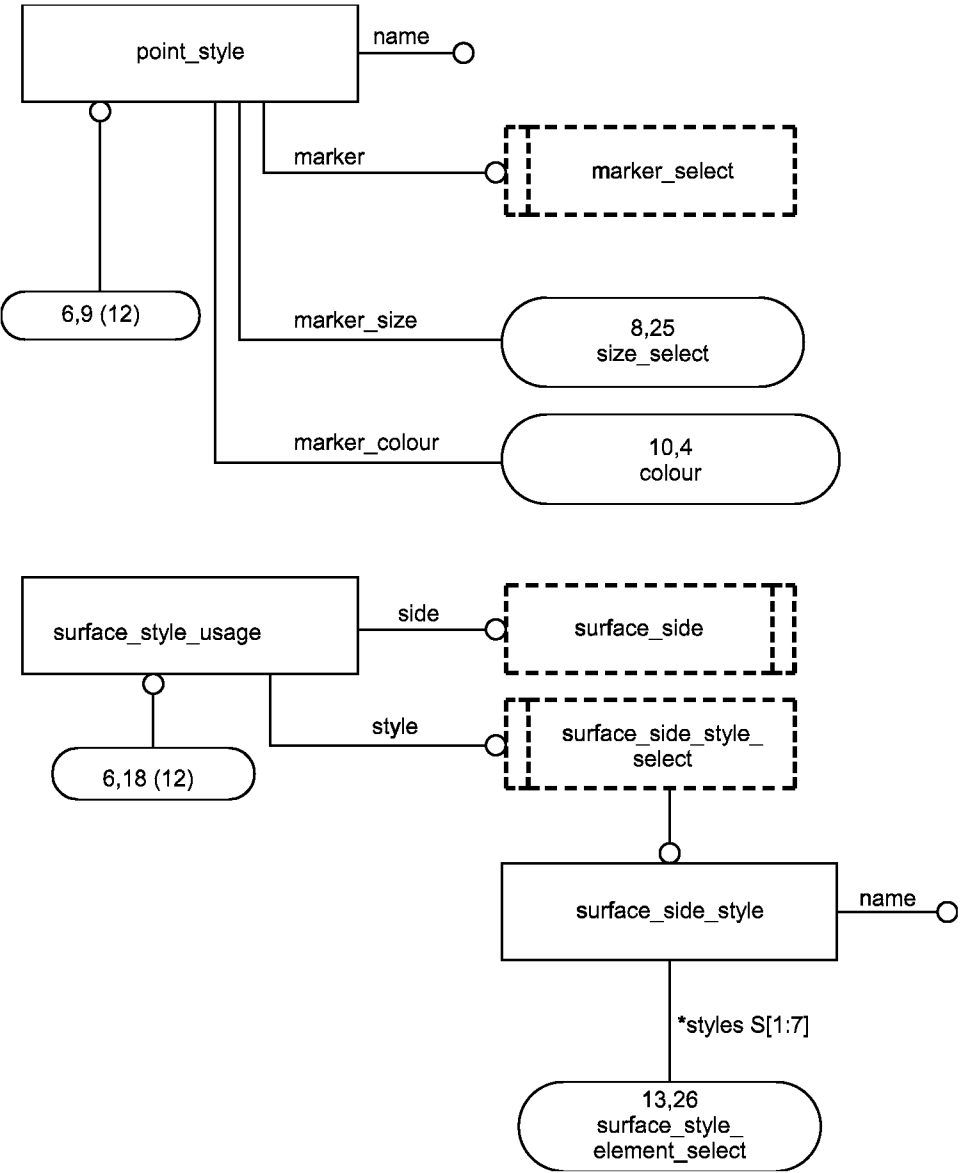 point_style
name
marker
marker_select
6,9 (12)
marker_size
8,25
size_select
marker_colour
10,4
colour
surface_style_usage
side
surface_side
style
surface_side_style_
select
6,18 (12)
surface_side_style
name
*styles S[1:7]
13,26
surface_style_
element_select